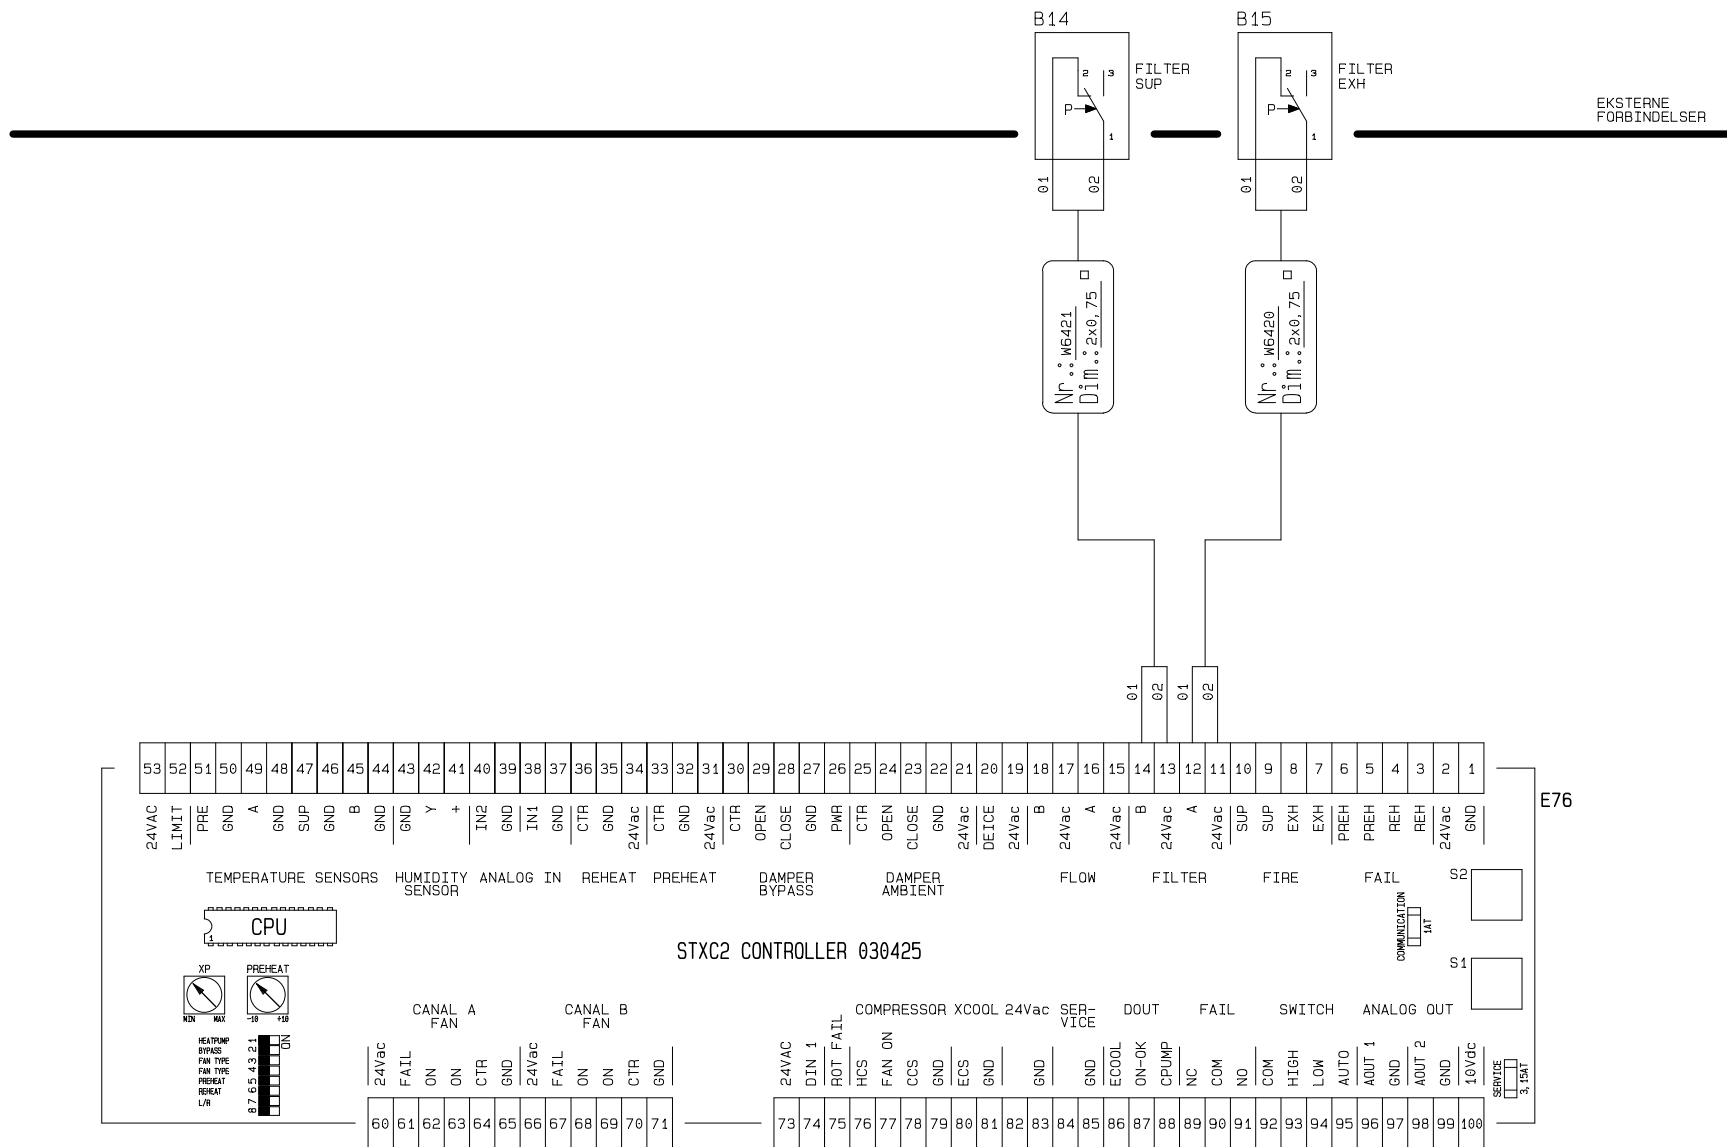 B14
B15
2 3
FILTER
SUP
P
1
2 3
FILTER
EXH
P
1
EKSTERNE
FORBINDELSER
01 02
01 02
Nr.: W6421
Dim.: 2x0,75
Nr.: W6420
Dim.: 2x0,75
01 02 01 02
53 52 51 50 49 48 47 46 45 44 43 42 41 40 39 38 37 36 35 34 33 32 31 30 29 28 27 26 25 24 23 22 21 20 19 18 17 16 15 14 13 12 11 10 9 8 7 6 5 4 3 2 1
E76
24VAC LIMIT PRE GND A GND SUP GND B GND GND Y + IN2 GND IN1 GND CTR GND 24Vac CTR GND 24Vac CTR OPEN CLOSE GND PWR CTR OPEN CLOSE GND 24Vac DEICE 24Vac B 24Vac A 24Vac B 24Vac A 24Vac SUP SUP EXH EXH PREH PREH REH REH 24Vac GND
TEMPERATURE SENSORS
HUMIDITY
SENSOR
ANALOG IN
REHEAT
PREHEAT
DAMPER
BYPASS
DAMPER
AMBIENT
FLOW
FILTER
FIRE
FAIL
S2
CPU
1
COMMUNICATION
1AT
STXC2 CONTROLLER 030425
S1
XP
MIN MAX
PREHEAT
-10 +10
HEATPUMP
BYPASS
FAN TYPE
FAN TYPE
PREHEAT
REHEAT
L/R
8 7 6 5 4 3 2 1
ON
CANAL A
FAN
CANAL B
FAN
COMPRESSOR
XCOOL
24Vac
SER-
VICE
DOUT
FAIL
SWITCH
ANALOG OUT
24Vac FAIL ON ON CTR GND 24Vac FAIL ON ON CTR GND
24VAC DIN 1 ROT FAIL HCS FAN ON CCS GND ECS GND GND GND ECOOL ON-OK CPUMP NC COM NO COM HIGH LOW AUTO AOUT 1 GND AOUT 2 GND 10Vdc
SERVICE
3,15AT
60 61 62 63 64 65 66 67 68 69 70 71
73 74 75 76 77 78 79 80 81 82 83 84 85 86 87 88 89 90 91 92 93 94 95 96 97 98 99 100